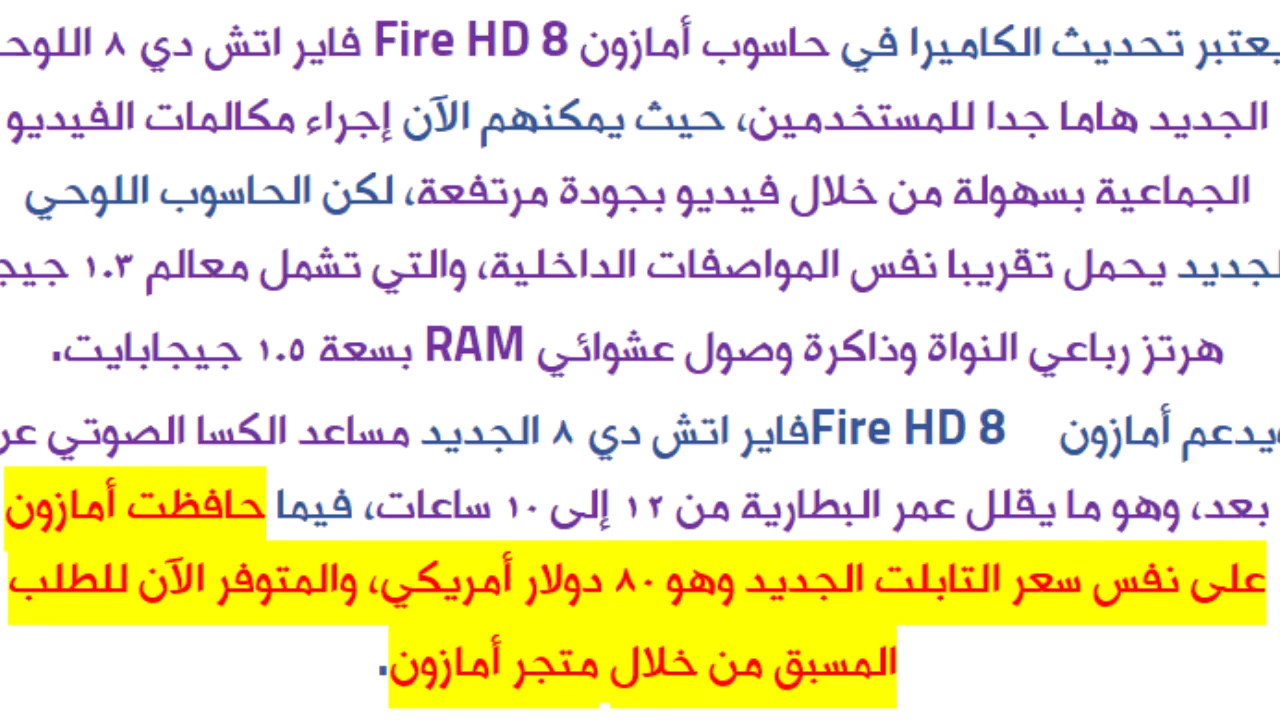 يعتبر تحديث الكاميرا في حاسوب أمازون Fire HD 8 فاير اتش دي ٨ اللوحـ
الجديد هاما جدا للمستخدمين، حيث يمكنهم الآن إجراء مكالمات الفيديو
الجماعية بسهولة من خلال فيديو بجودة مرتفعة، لكن الحاسوب اللوحي
لجديد يحمل تقريبا نفس المواصفات الداخلية، والتي تشمل معالم ١.٣ جيجـ
هرتز رباعي النواة وذاكرة وصول عشوائي RAM بسعة ١.٥ جيجابايت.
يدعم أمازون Fire HD 8فاير اتش دي ٨ الجديد مساعد الكسا الصوتي عن
بعد، وهو ما يقلل عمر البطارية من ١٢ إلى ١٠ ساعات، فيما حافظت أمازون
على نفس سعر التابلت الجديد وهو ٨٠ دولار أمريكي، والمتوفر الآن للطلب
المسبق من خلال متجر أمازون.